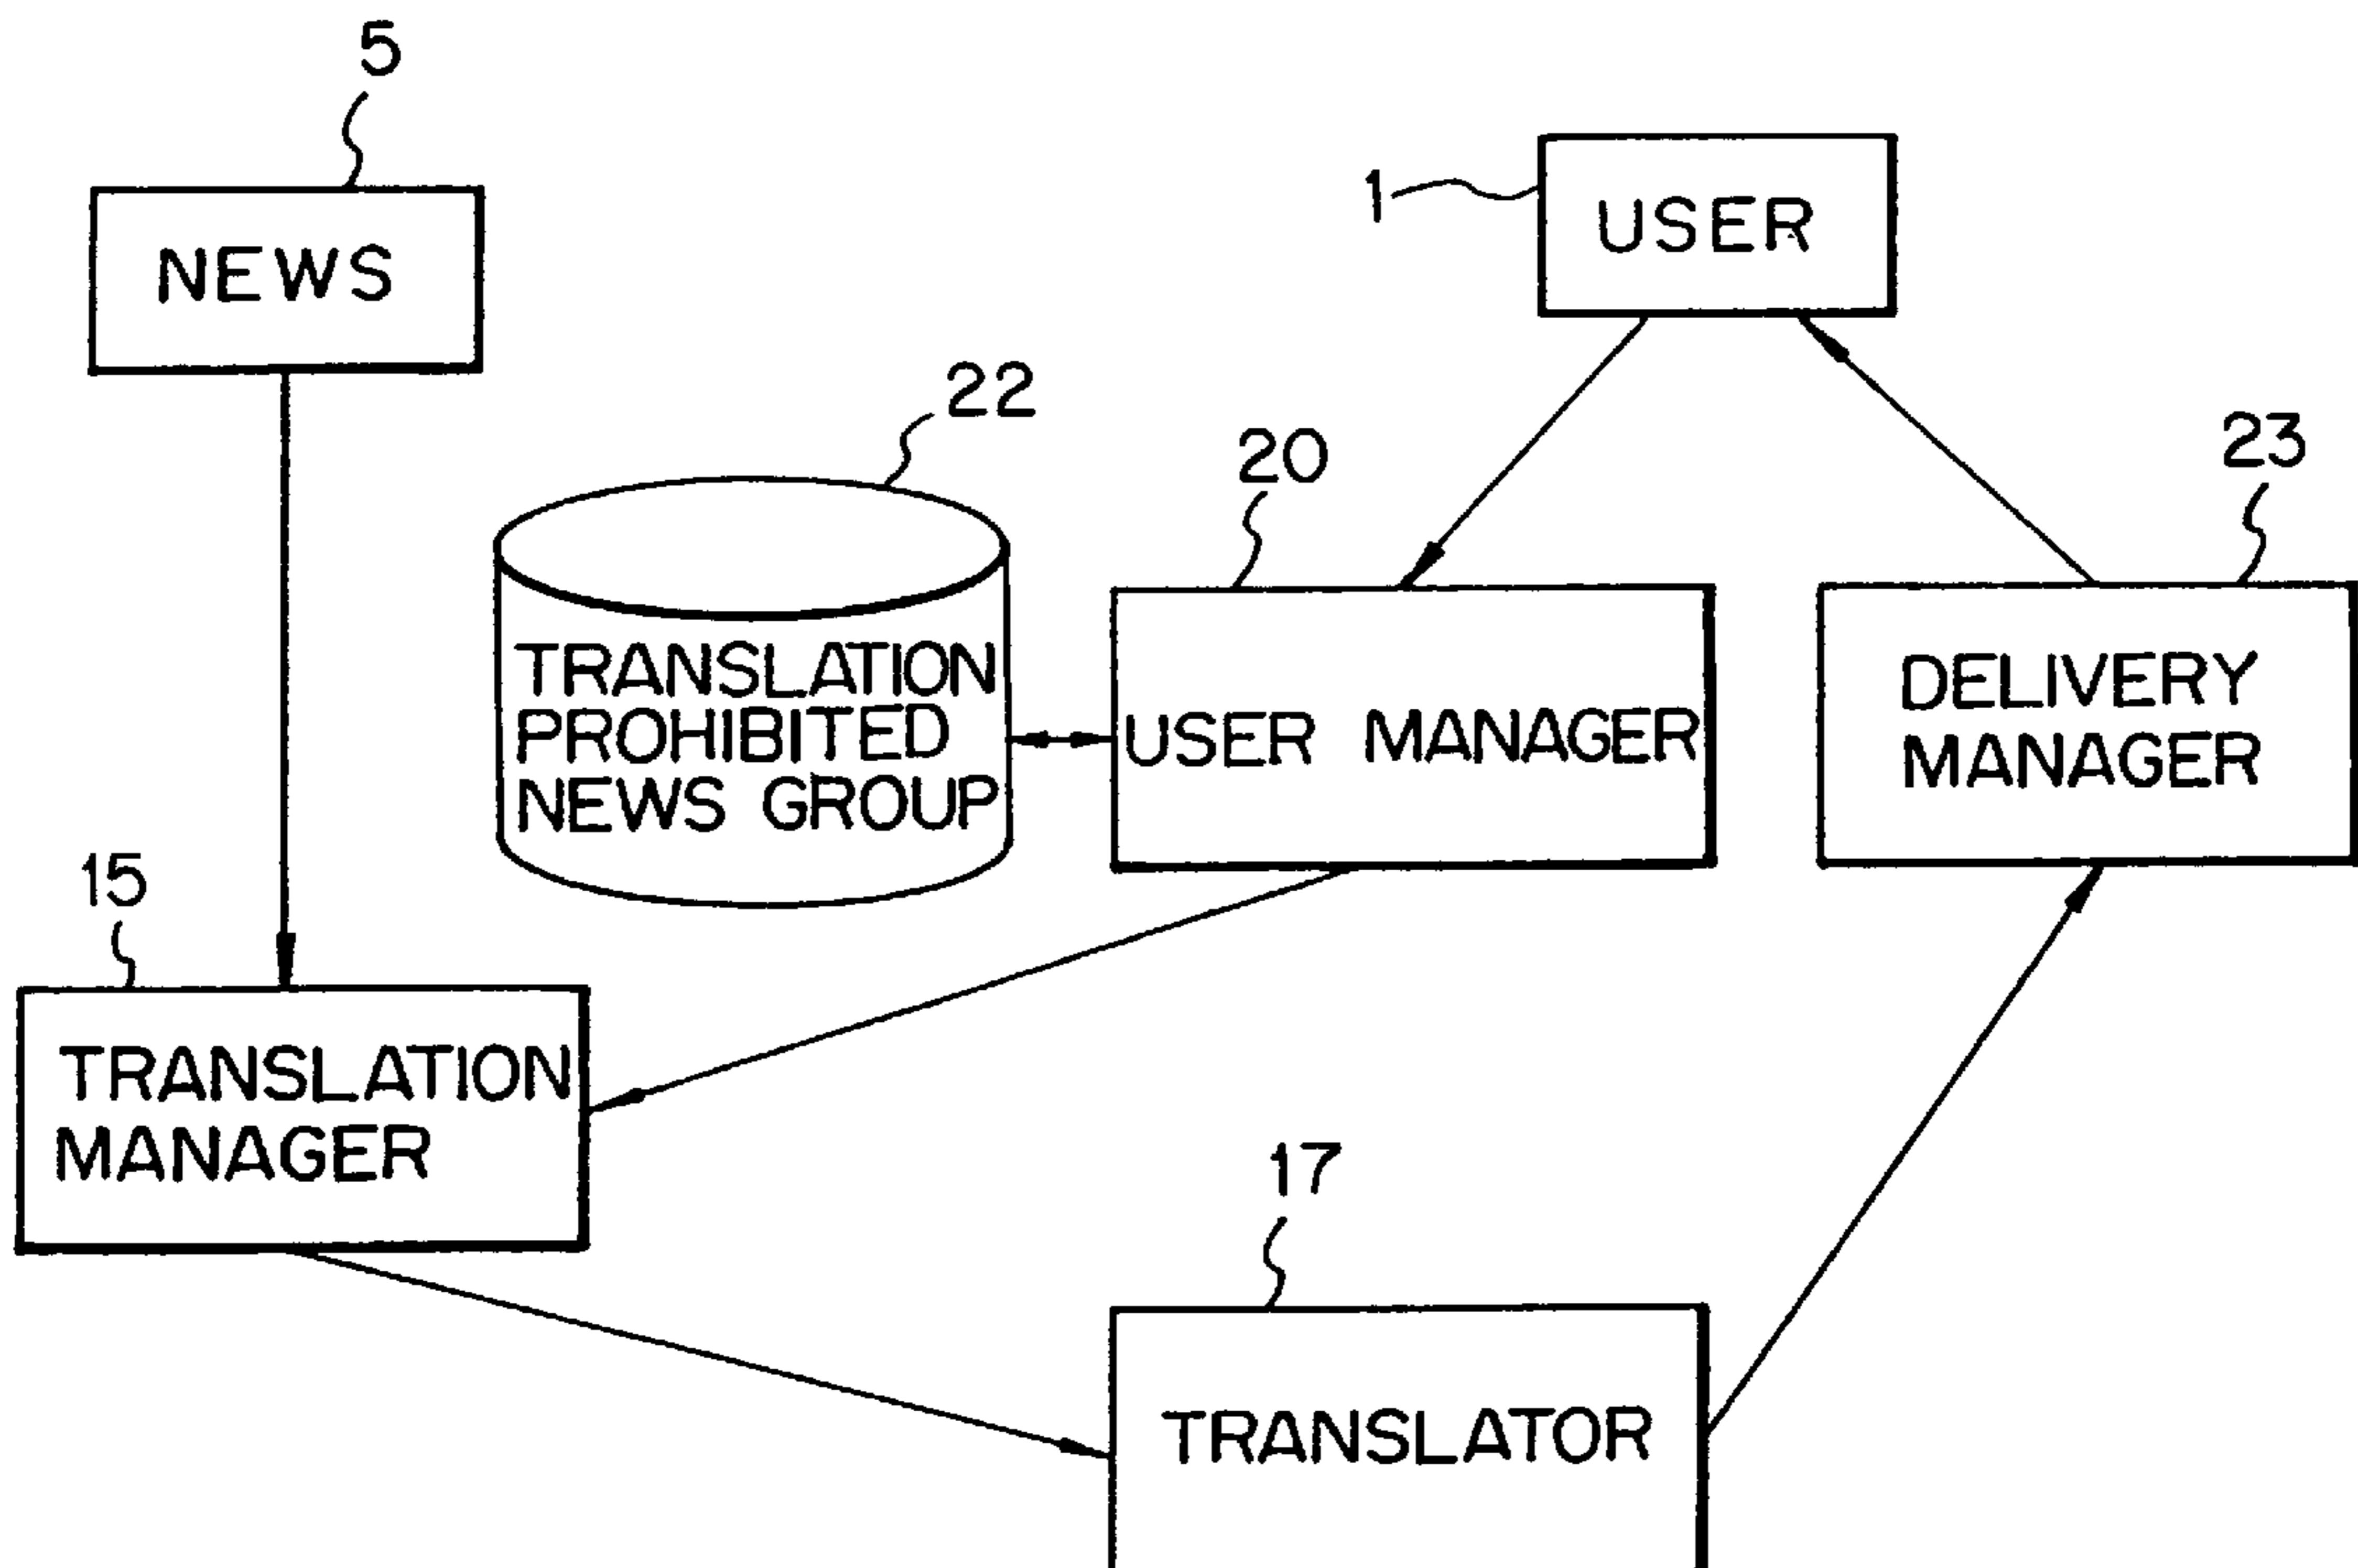 5
NEWS
1
USER
22
TRANSLATION
PROHIBITED
NEWS GROUP
20
USER MANAGER
23
DELIVERY
MANAGER
15
TRANSLATION
MANAGER
17
TRANSLATOR